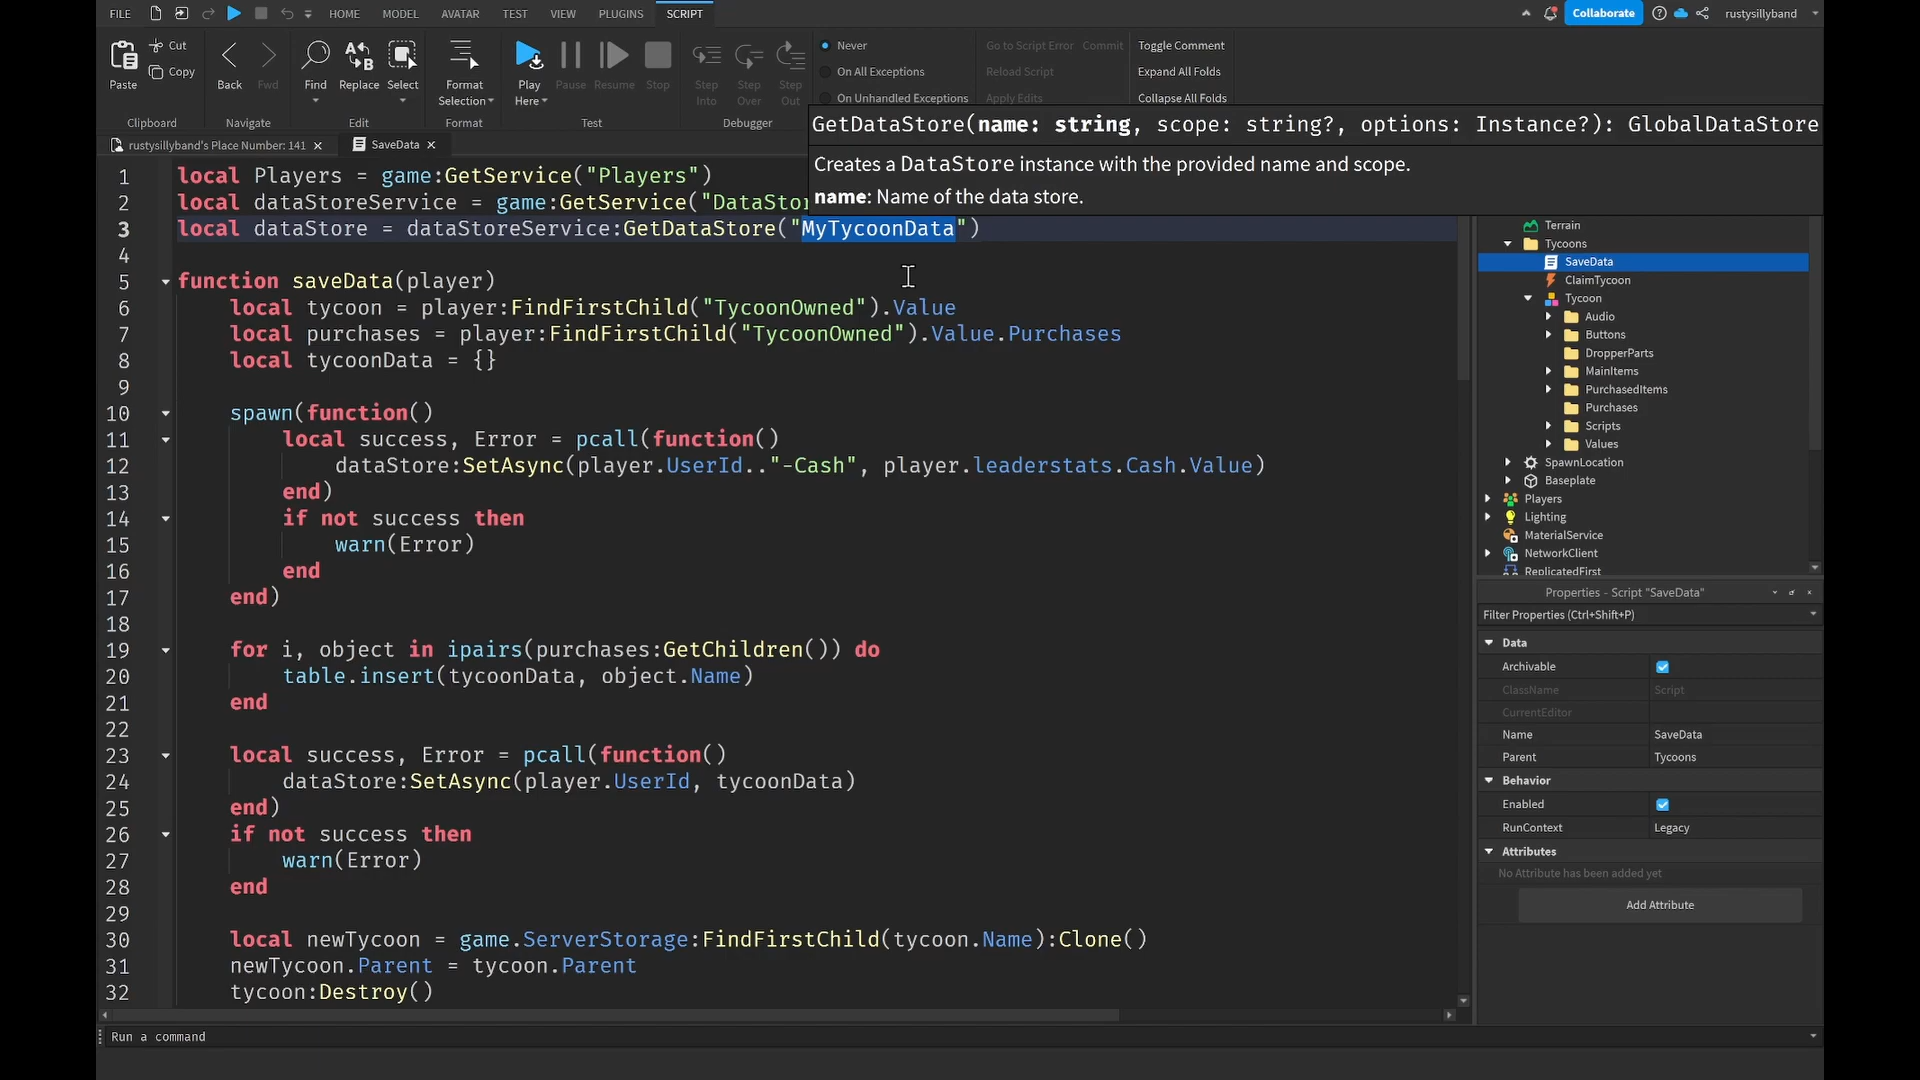 FILE HOME MODEL AVATAR TEST VIEW PLUGINS SCRIPT Collaborate rustysillyband
Paste Cut Copy Back Fwd Find Replace Select Format Selection Play Here Pause Resume Stop Step Into Step Over Step Out
Never Go to Script Error Commit Toggle Comment
On All Exceptions Reload Script Expand All Folds
On Unhandled Exceptions Apply Edits Collapse All Folds
Clipboard Navigate Edit Format Test Debugger
rustysillyband's Place Number: 141 SaveData
GetDataStore(name: string, scope: string?, options: Instance?): GlobalDataStore
Creates a DataStore instance with the provided name and scope.
name: Name of the data store.
1 local Players = game:GetService("Players")
2 local dataStoreService = game:GetService("DataStor
3 local dataStore = dataStoreService:GetDataStore("MyTycoonData")
4
5 function saveData(player)
6 local tycoon = player:FindFirstChild("TycoonOwned").Value
7 local purchases = player:FindFirstChild("TycoonOwned").Value.Purchases
8 local tycoonData = {}
9
10 spawn(function()
11 local success, Error = pcall(function()
12 dataStore:SetAsync(player.UserId.."-Cash", player.leaderstats.Cash.Value)
13 end)
14 if not success then
15 warn(Error)
16 end
17 end)
18
19 for i, object in ipairs(purchases:GetChildren()) do
20 table.insert(tycoonData, object.Name)
21 end
22
23 local success, Error = pcall(function()
24 dataStore:SetAsync(player.UserId, tycoonData)
25 end)
26 if not success then
27 warn(Error)
28 end
29
30 local newTycoon = game.ServerStorage:FindFirstChild(tycoon.Name):Clone()
31 newTycoon.Parent = tycoon.Parent
32 tycoon:Destroy()
Terrain
Tycoons
SaveData
ClaimTycoon
Tycoon
Audio
Buttons
DropperParts
MainItems
PurchasedItems
Purchases
Scripts
Values
SpawnLocation
Baseplate
Players
Lighting
MaterialService
NetworkClient
ReplicatedFirst
Properties - Script "SaveData"
Filter Properties (Ctrl+Shift+P)
Data
Archivable
ClassName Script
CurrentEditor
Name SaveData
Parent Tycoons
Behavior
Enabled
RunContext Legacy
Attributes
No Attribute has been added yet
Add Attribute
Run a command